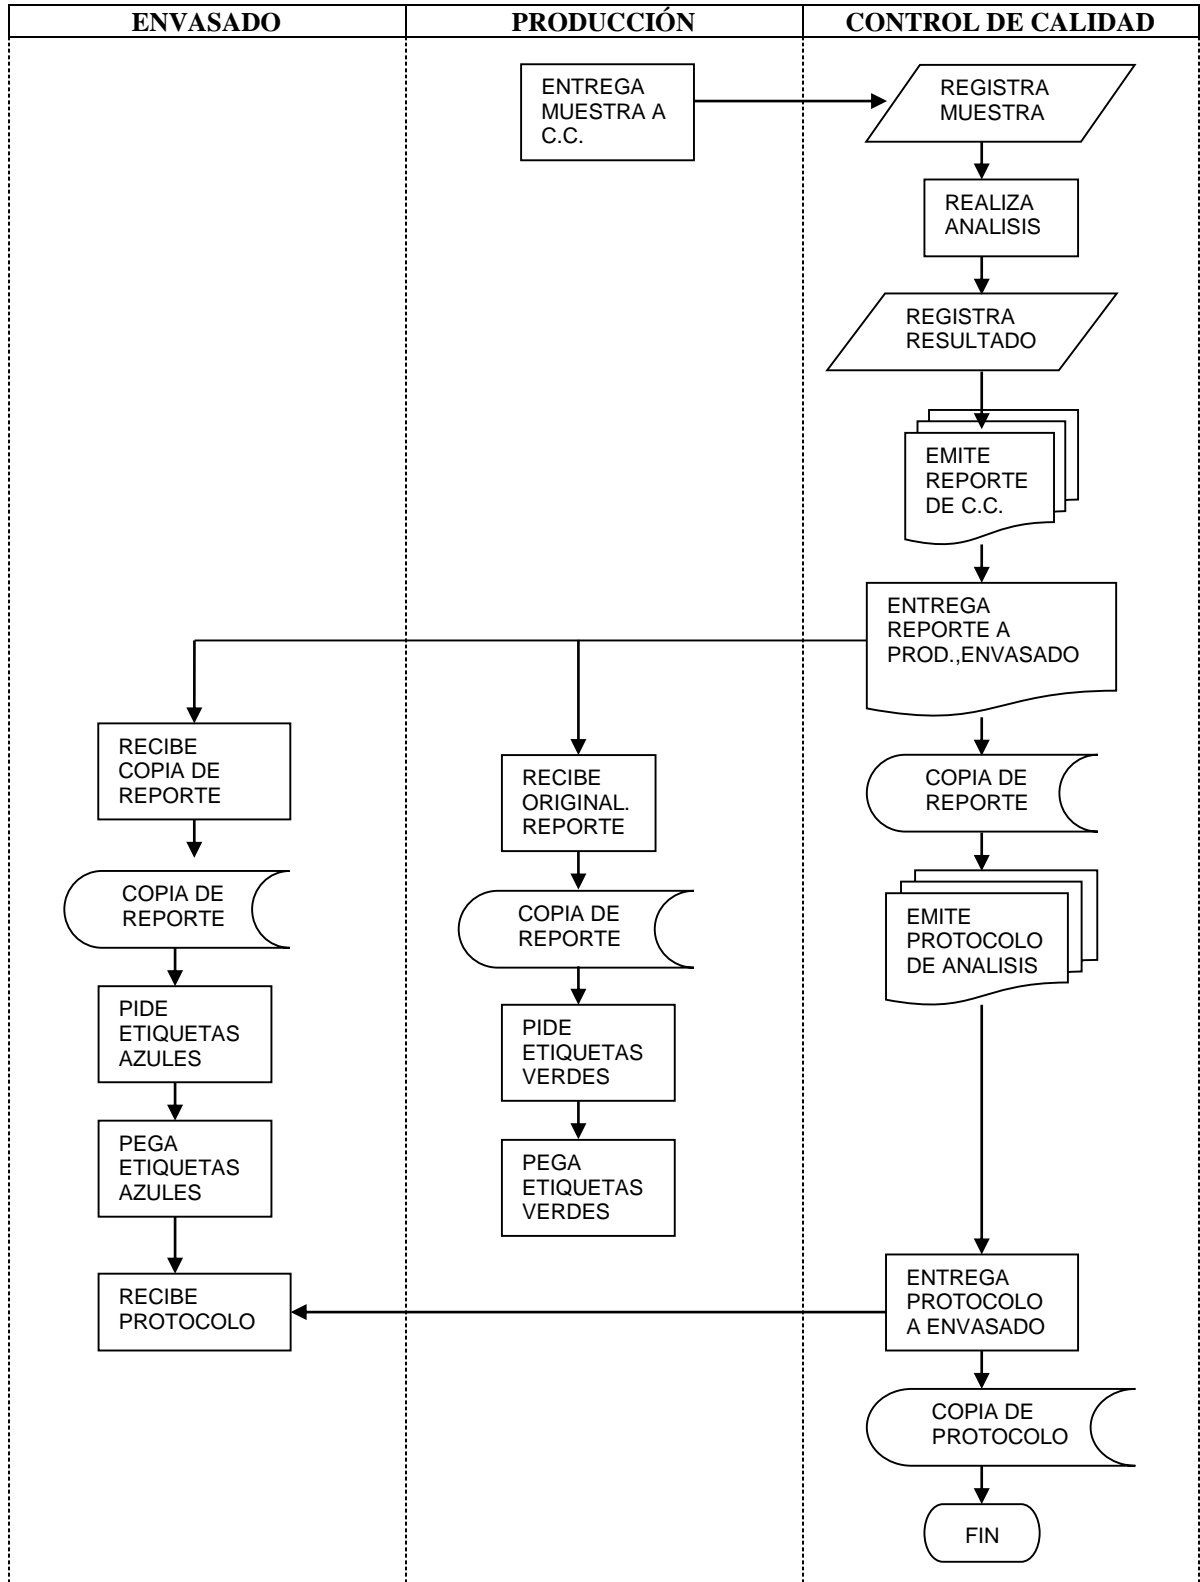 ENVASADO
PRODUCCIÓN
CONTROL DE CALIDAD
ENTREGA
MUESTRA A
C.C.
REGISTRA
MUESTRA
REALIZA
ANALISIS
REGISTRA
RESULTADO
EMITE
REPORTE
DE C.C.
ENTREGA
REPORTE A
PROD.,ENVASADO
RECIBE
COPIA DE
REPORTE
RECIBE
ORIGINAL.
REPORTE
COPIA DE
REPORTE
COPIA DE
REPORTE
COPIA DE
REPORTE
EMITE
PROTOCOLO
DE ANALISIS
PIDE
ETIQUETAS
AZULES
PIDE
ETIQUETAS
VERDES
PEGA
ETIQUETAS
AZULES
PEGA
ETIQUETAS
VERDES
RECIBE
PROTOCOLO
ENTREGA
PROTOCOLO
A ENVASADO
COPIA DE
PROTOCOLO
FIN